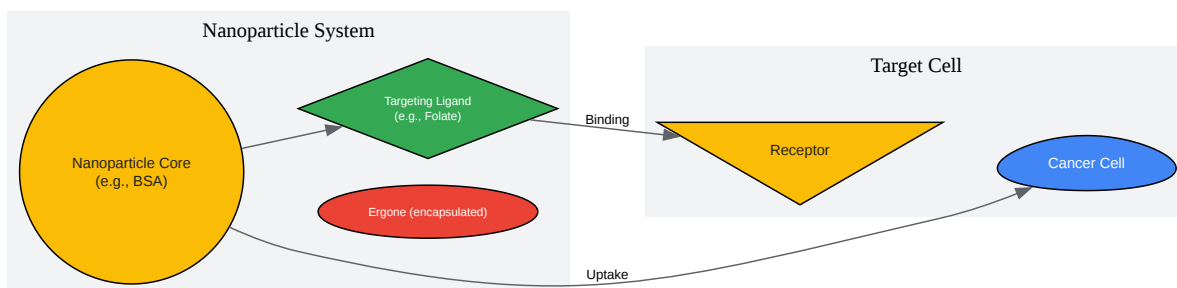 Nanoparticle System
Target Cell
Targeting Ligand
(e.g., Folate)
Binding
Nanoparticle Core
(e.g., BSA)
Receptor
Cancer Cell
Ergone (encapsulated)
Uptake